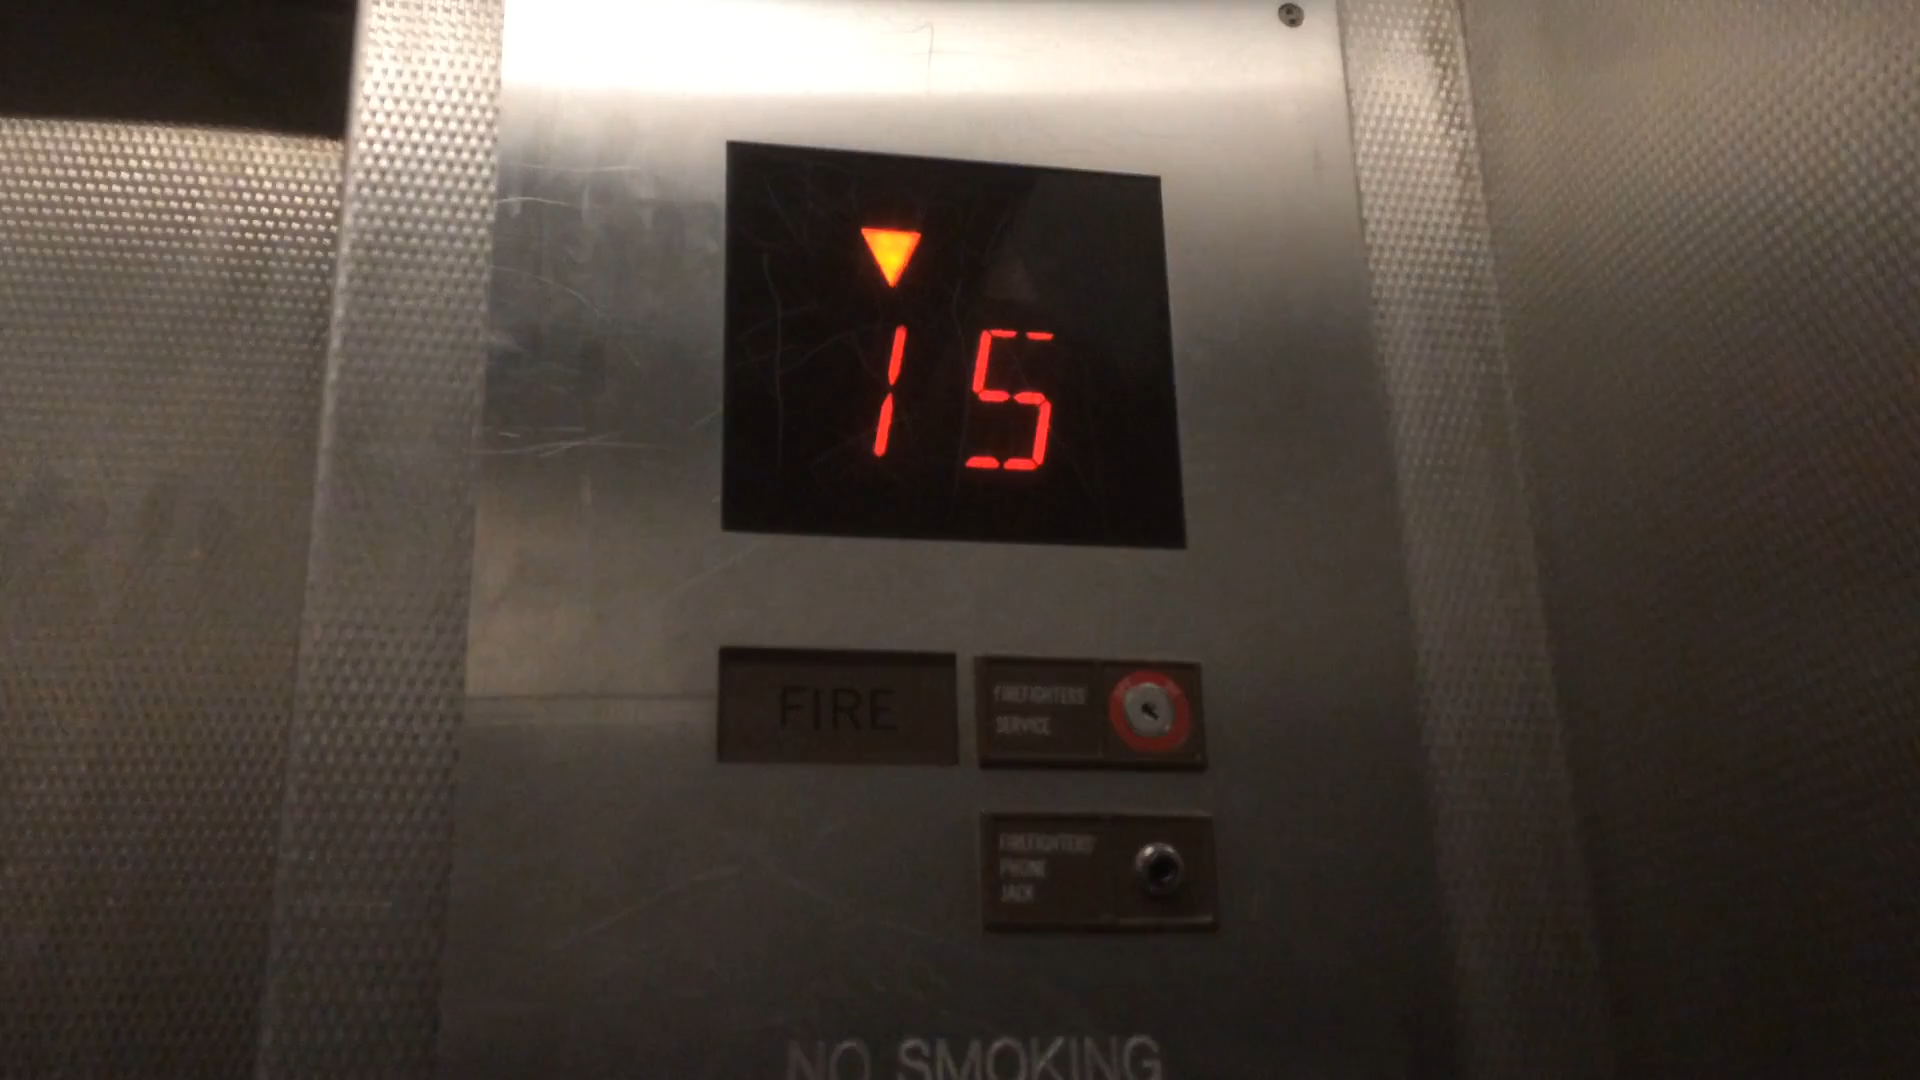 15
FIRE
FIREFIGHTERS'
SERVICE
FIREFIGHTERS'
PHONE
JACK
NO SMOKING